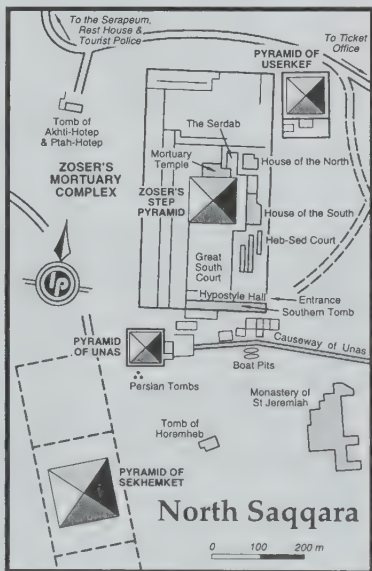 To the Serapeum,
Rest House &
Tourist Police
To Ticket
Office
PYRAMID OF
USERKEF
Tomb of
Akhti-Hotep &
Ptah-Hotep
The Serdab
Mortuary
Temple
House of the North
ZOSER'S
MORTUARY
COMPLEX
ZOSER'S
STEP
PYRAMID
House of the South
Heb-Sed Court
Great
South
Court
Hypostyle Hall
Entrance
Southern Tomb
PYRAMID
OF UNAS
Causeway of Unas
Boat Pits
Persian Tombs
Monastery of
St Jeremiah
Tomb of
Horemheb
PYRAMID OF
SEKHEMKET
North Saqqara
0 100 200 m
lp